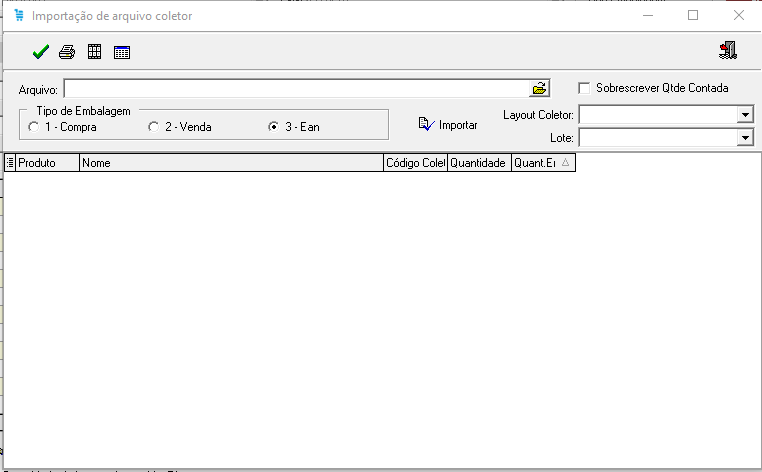 Importação de arquivo coletor
Arquivo:
Sobrescrever Qtde Contada
Tipo de Embalagem
1 - Compra
2 - Venda
3 - Ean
Importar
Layout Coletor:
Lote:
Produto
Nome
Código Colet
Quantidade
Quant.Er